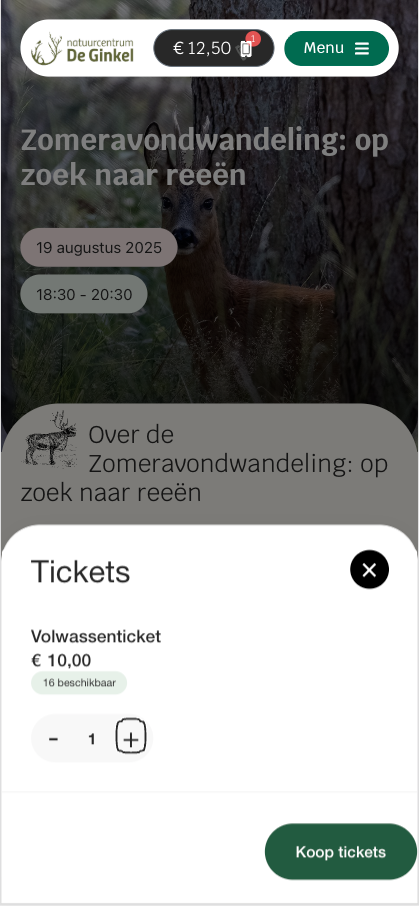 natuurcentrum
De Ginkel
€ 12,50
1
Menu
Zomeravondwandeling: op
zoek naar reeën
19 augustus 2025
18:30 - 20:30
Over de
Zomeravondwandeling: op
zoek naar reeën
Tickets
Volwassenticket
€ 10,00
16 beschikbaar
- 1 +
Koop tickets